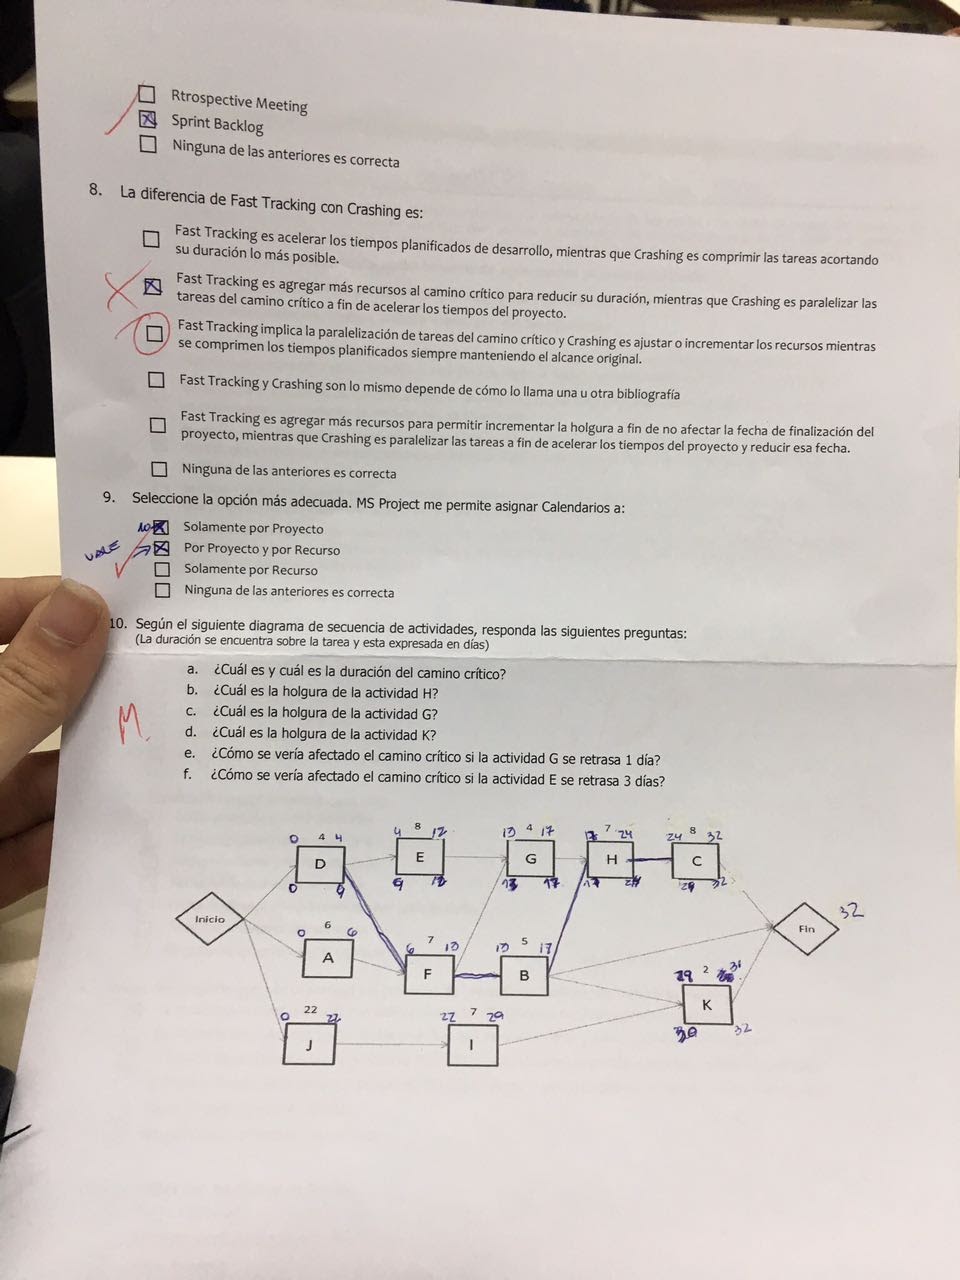 Rtrospective Meeting
Sprint Backlog
Ninguna de las anteriores es correcta
8. La diferencia de Fast Tracking con Crashing es:
Fast Tracking es acelerar los tiempos planificados de desarrollo, mientras que Crashing es comprimir las tareas acortando
su duración lo más posible.
Fast Tracking es agregar más recursos al camino crítico para reducir su duración, mientras que Crashing es paralelizar las
tareas del camino crítico a fin de acelerar los tiempos del proyecto.
Fast Tracking implica la paralelización de tareas del camino crítico y Crashing es ajustar o incrementar los recursos mientras
se comprimen los tiempos planificados siempre manteniendo el alcance original.
Fast Tracking y Crashing son lo mismo depende de cómo lo llama una u otra bibliografía
Fast Tracking es agregar más recursos para permitir incrementar la holgura a fin de no afectar la fecha de finalización del
proyecto, mientras que Crashing es paralelizar las tareas a fin de acelerar los tiempos del proyecto y reducir esa fecha.
Ninguna de las anteriores es correcta
9. Seleccione la opción más adecuada. MS Project me permite asignar Calendarios a:
NO Solamente por Proyecto
VALE Por Proyecto y por Recurso
Solamente por Recurso
Ninguna de las anteriores es correcta
10. Según el siguiente diagrama de secuencia de actividades, responda las siguientes preguntas:
(La duración se encuentra sobre la tarea y esta expresada en días)
a. ¿Cuál es y cuál es la duración del camino crítico?
b. ¿Cuál es la holgura de la actividad H?
c. ¿Cuál es la holgura de la actividad G?
M.
d. ¿Cuál es la holgura de la actividad K?
e. ¿Cómo se vería afectado el camino crítico si la actividad G se retrasa 1 día?
f. ¿Cómo se vería afectado el camino crítico si la actividad E se retrasa 3 días?
0 4 4 4 8 12 13 4 17 7 24 24 8 32
D E G H C
0 12 17 32
Inicio
0 6 6 6 7 13 13 5 17
A F B
Fin 32
29 2 31
K
32
0 22 22 22 7 29
J I